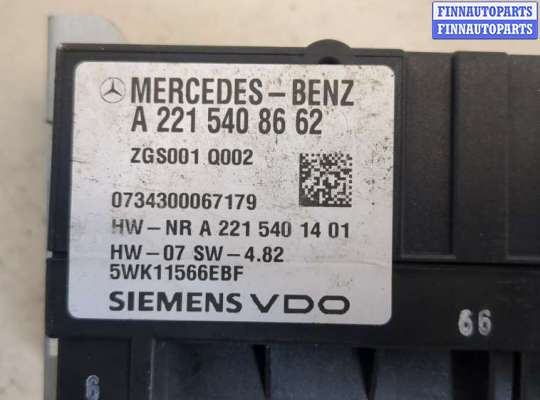 FINNAUTOPARTS
FINNAUTOPARTS
MERCEDES-BENZ
A 221 540 86 62
ZGS001 Q002
0734300067179
HW-NR A 221 540 14 01
HW-07 SW-4.82
5WK11566EBF
SIEMENS VDO
66
6